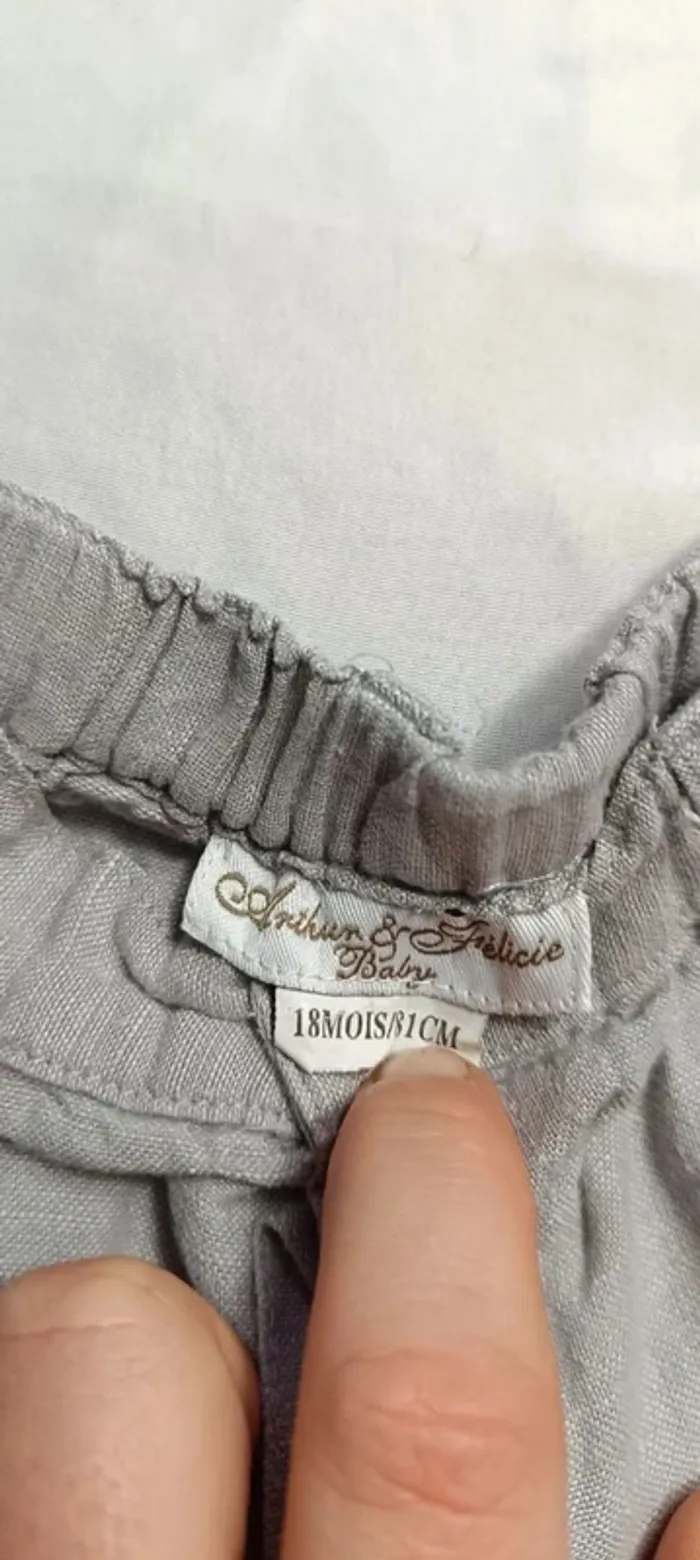 Arthur & Félicie
Baby
18MOIS/81CM